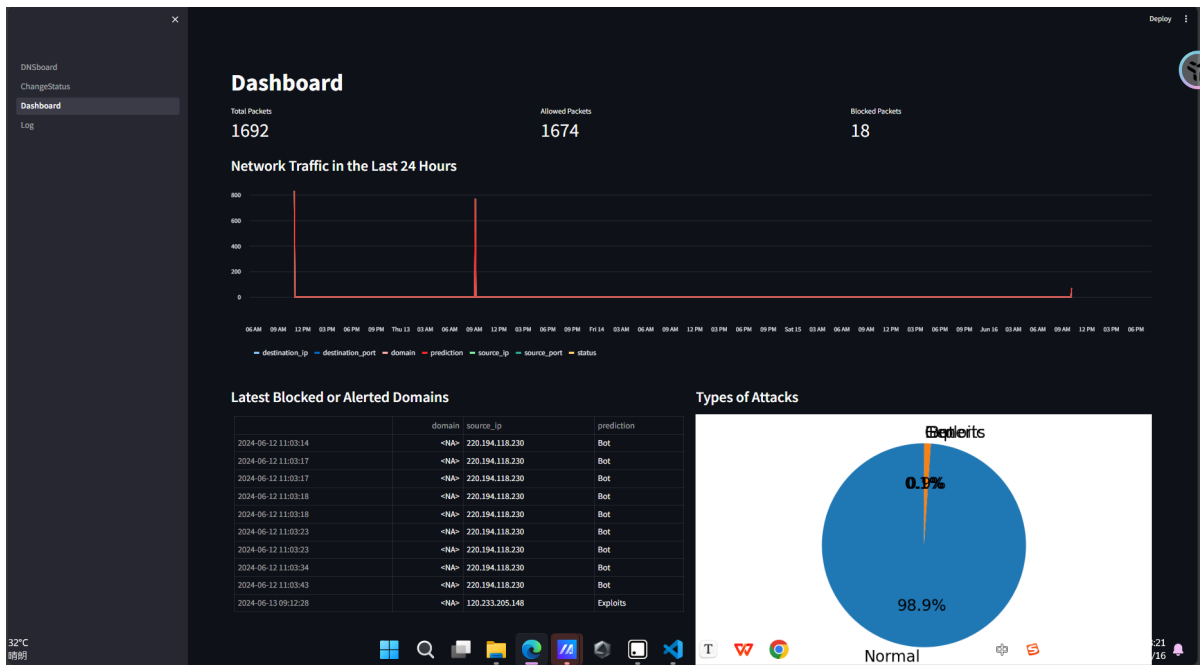 Deploy
DNSboard
ChangeStatus
Dashboard
Log
Dashboard
Total Packets Allowed Packets Blocked Packets
1692 1674 18
Network Traffic in the Last 24 Hours
800
600
400
200
0
06 AM 09 AM 12 PM 03 PM 06 PM 09 PM Thu 13 03 AM 06 AM 09 AM 12 PM 03 PM 06 PM 09 PM Fri 14 03 AM 06 AM 09 AM 12 PM 03 PM 06 PM 09 PM Sat 15 03 AM 06 AM 09 AM 12 PM 03 PM 06 PM 09 PM Jun 16 03 AM 06 AM 09 AM 12 PM 03 PM 06 PM
destination_ip destination_port domain prediction source_ip source_port status
Latest Blocked or Alerted Domains
domain source_ip prediction
2024-06-12 11:03:14 <NA> 220.194.118.230 Bot
2024-06-12 11:03:17 <NA> 220.194.118.230 Bot
2024-06-12 11:03:17 <NA> 220.194.118.230 Bot
2024-06-12 11:03:18 <NA> 220.194.118.230 Bot
2024-06-12 11:03:18 <NA> 220.194.118.230 Bot
2024-06-12 11:03:23 <NA> 220.194.118.230 Bot
2024-06-12 11:03:23 <NA> 220.194.118.230 Bot
2024-06-12 11:03:34 <NA> 220.194.118.230 Bot
2024-06-12 11:03:43 <NA> 220.194.118.230 Bot
2024-06-13 09:12:28 <NA> 120.233.205.148 Exploits
Types of Attacks
98.9%
Normal
32°C
晴朗
:21
/16